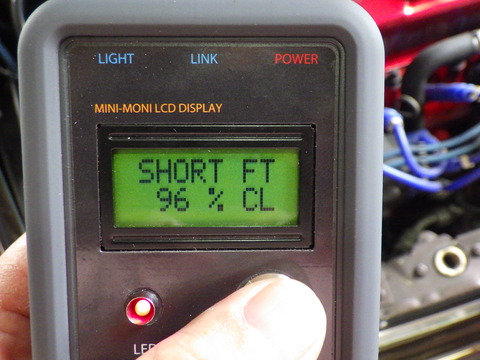 LIGHT LINK POWER
MINI-MONI LCD DISPLAY
SHORT FT
96 % CL